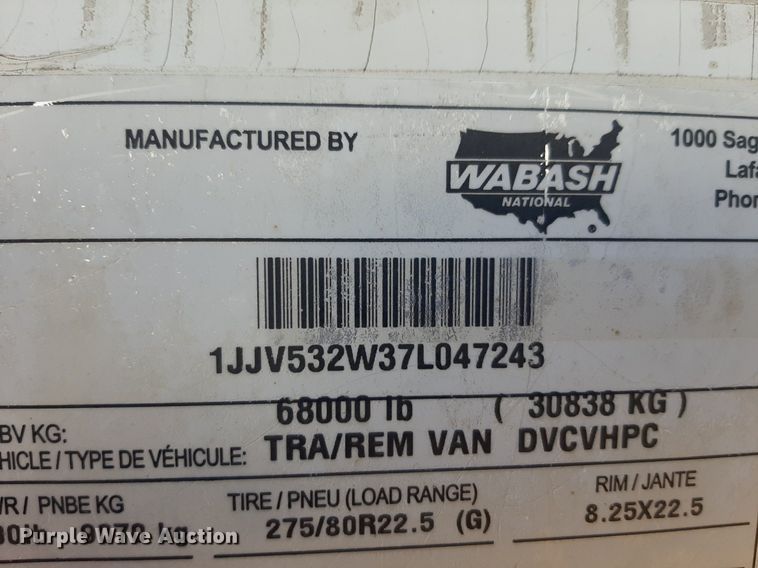 MANUFACTURED BY
WABASH
NATIONAL
®
1000 Sag
Lafa
Phon
1JJV532W37L047243
68000 lb ( 30838 KG )
BV KG:
HICLE / TYPE DE VÉHICULE: TRA/REM VAN DVCVHPC
WR / PNBE KG
TIRE / PNEU (LOAD RANGE)
RIM / JANTE
275/80R22.5 (G)
8.25X22.5
Purple Wave Auction